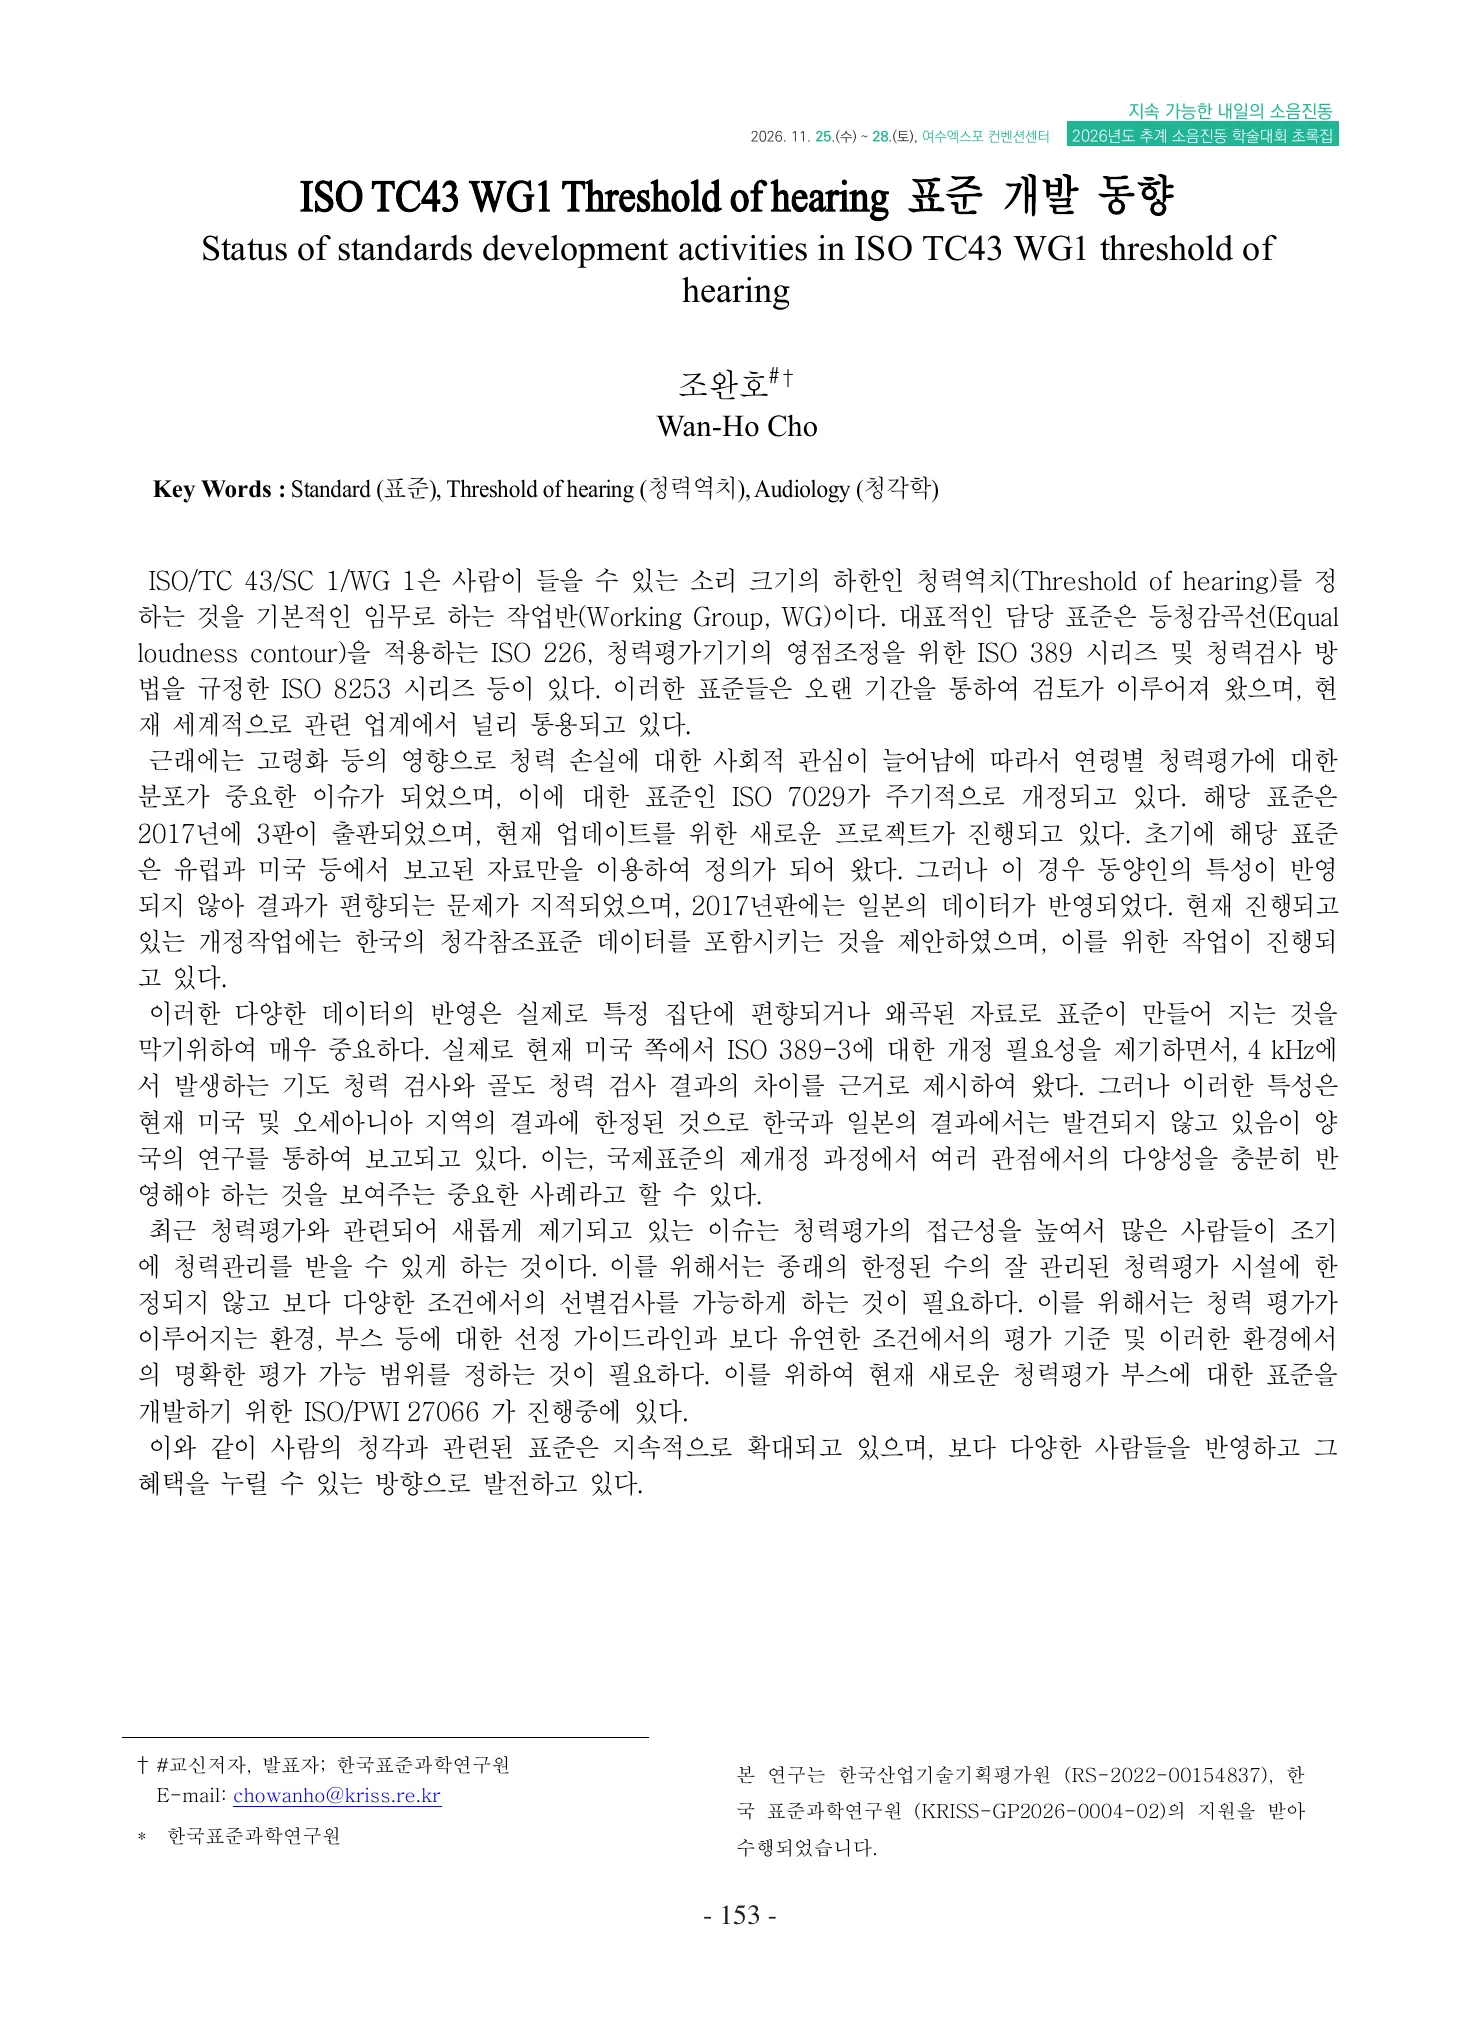 지속 가능한 내일의 소음진동
2026. 11. 25.(수) ~ 28.(토), 여수엑스포 컨벤션센터 2026년도 추계 소음진동 학술대회 초록집
ISO TC43 WG1 Threshold of hearing 표준 개발 동향
Status of standards development activities in ISO TC43 WG1 threshold of
hearing
조완호#†
Wan-Ho Cho
Key Words : Standard (표준), Threshold of hearing (청력역치), Audiology (청각학)
ISO/TC 43/SC 1/WG 1은 사람이 들을 수 있는 소리 크기의 하한인 청력역치(Threshold of hearing)를 정
하는 것을 기본적인 임무로 하는 작업반(Working Group, WG)이다. 대표적인 담당 표준은 등청감곡선(Equal
loudness contour)을 적용하는 ISO 226, 청력평가기기의 영점조정을 위한 ISO 389 시리즈 및 청력검사 방
법을 규정한 ISO 8253 시리즈 등이 있다. 이러한 표준들은 오랜 기간을 통하여 검토가 이루어져 왔으며, 현
재 세계적으로 관련 업계에서 널리 통용되고 있다.
근래에는 고령화 등의 영향으로 청력 손실에 대한 사회적 관심이 늘어남에 따라서 연령별 청력평가에 대한
분포가 중요한 이슈가 되었으며, 이에 대한 표준인 ISO 7029가 주기적으로 개정되고 있다. 해당 표준은
2017년에 3판이 출판되었으며, 현재 업데이트를 위한 새로운 프로젝트가 진행되고 있다. 초기에 해당 표준
은 유럽과 미국 등에서 보고된 자료만을 이용하여 정의가 되어 왔다. 그러나 이 경우 동양인의 특성이 반영
되지 않아 결과가 편향되는 문제가 지적되었으며, 2017년판에는 일본의 데이터가 반영되었다. 현재 진행되고
있는 개정작업에는 한국의 청각참조표준 데이터를 포함시키는 것을 제안하였으며, 이를 위한 작업이 진행되
고 있다.
이러한 다양한 데이터의 반영은 실제로 특정 집단에 편향되거나 왜곡된 자료로 표준이 만들어 지는 것을
막기위하여 매우 중요하다. 실제로 현재 미국 쪽에서 ISO 389-3에 대한 개정 필요성을 제기하면서, 4 kHz에
서 발생하는 기도 청력 검사와 골도 청력 검사 결과의 차이를 근거로 제시하여 왔다. 그러나 이러한 특성은
현재 미국 및 오세아니아 지역의 결과에 한정된 것으로 한국과 일본의 결과에서는 발견되지 않고 있음이 양
국의 연구를 통하여 보고되고 있다. 이는, 국제표준의 제개정 과정에서 여러 관점에서의 다양성을 충분히 반
영해야 하는 것을 보여주는 중요한 사례라고 할 수 있다.
최근 청력평가와 관련되어 새롭게 제기되고 있는 이슈는 청력평가의 접근성을 높여서 많은 사람들이 조기
에 청력관리를 받을 수 있게 하는 것이다. 이를 위해서는 종래의 한정된 수의 잘 관리된 청력평가 시설에 한
정되지 않고 보다 다양한 조건에서의 선별검사를 가능하게 하는 것이 필요하다. 이를 위해서는 청력 평가가
이루어지는 환경, 부스 등에 대한 선정 가이드라인과 보다 유연한 조건에서의 평가 기준 및 이러한 환경에서
의 명확한 평가 가능 범위를 정하는 것이 필요하다. 이를 위하여 현재 새로운 청력평가 부스에 대한 표준을
개발하기 위한 ISO/PWI 27066 가 진행중에 있다.
이와 같이 사람의 청각과 관련된 표준은 지속적으로 확대되고 있으며, 보다 다양한 사람들을 반영하고 그
혜택을 누릴 수 있는 방향으로 발전하고 있다.
† #교신저자, 발표자; 한국표준과학연구원
E-mail: chowanho@kriss.re.kr
* 한국표준과학연구원
본 연구는 한국산업기술기획평가원 (RS-2022-00154837), 한
국 표준과학연구원 (KRISS-GP2026-0004-02)의 지원을 받아
수행되었습니다.
- 153 -